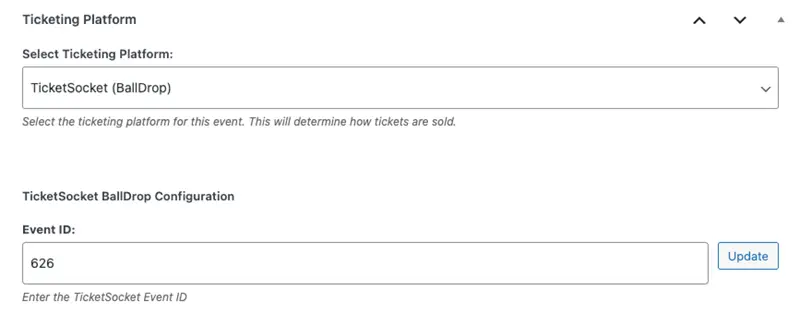 Ticketing Platform
Select Ticketing Platform:
TicketSocket (BallDrop)
Select the ticketing platform for this event. This will determine how tickets are sold.
TicketSocket BallDrop Configuration
Event ID:
626
Update
Enter the TicketSocket Event ID